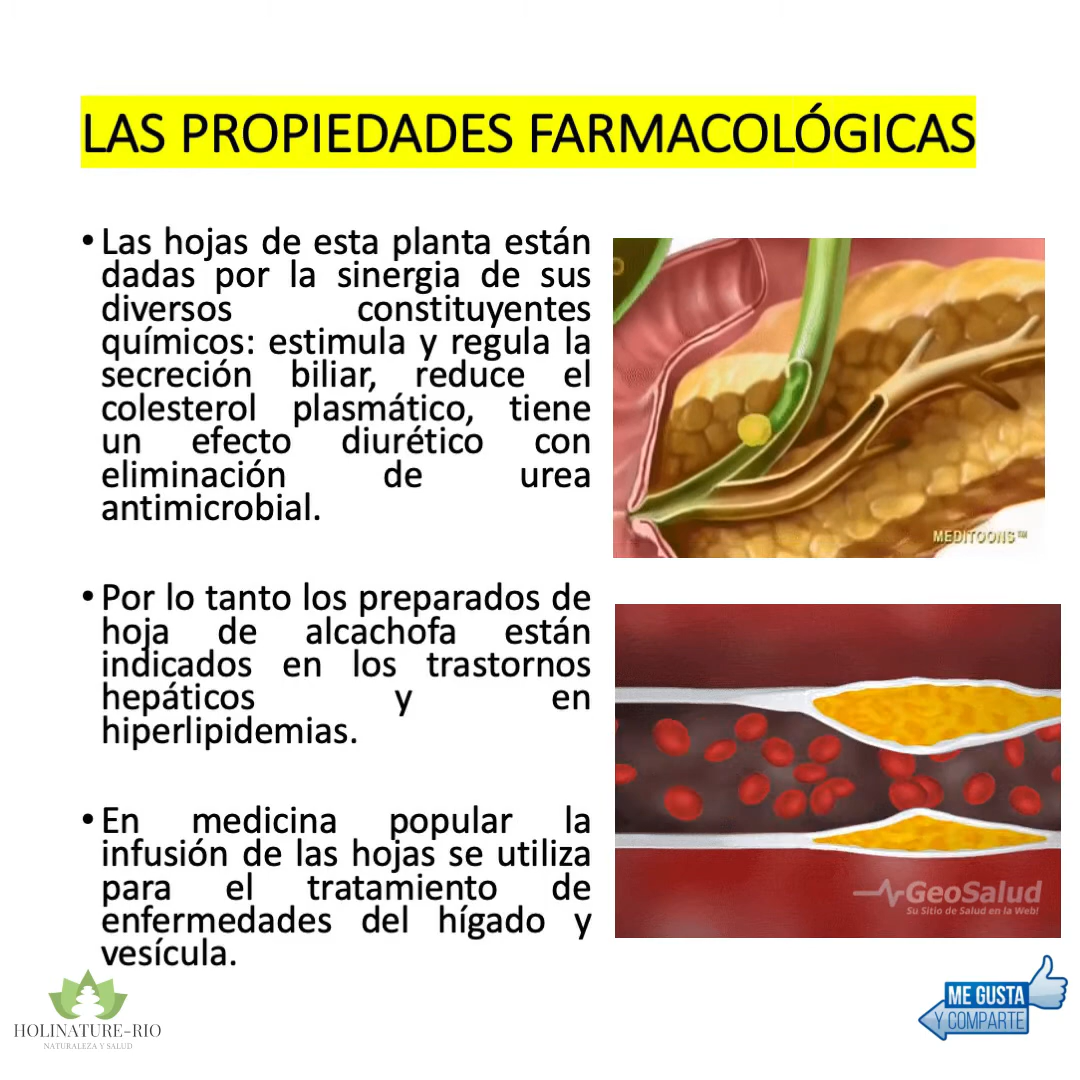 LAS PROPIEDADES FARMACOLÓGICAS
• Las hojas de esta planta están
dadas por la sinergia de sus
diversos constituyentes
químicos: estimula y regula la
secreción biliar, reduce el
colesterol plasmático, tiene
un efecto diurético con
eliminación de urea
antimicrobial.
MEDITOONS™
• Por lo tanto los preparados de
hoja de alcachofa están
indicados en los trastornos
hepáticos y en
hiperlipidemias.
• En medicina popular la
infusión de las hojas se utiliza
para el tratamiento de
enfermedades del hígado y
vesícula.
GeoSalud
Su Sitio de Salud en la Web!
HOLINATURE-RIO
NATURALEZA Y SALUD
ME GUSTA
Y COMPARTE